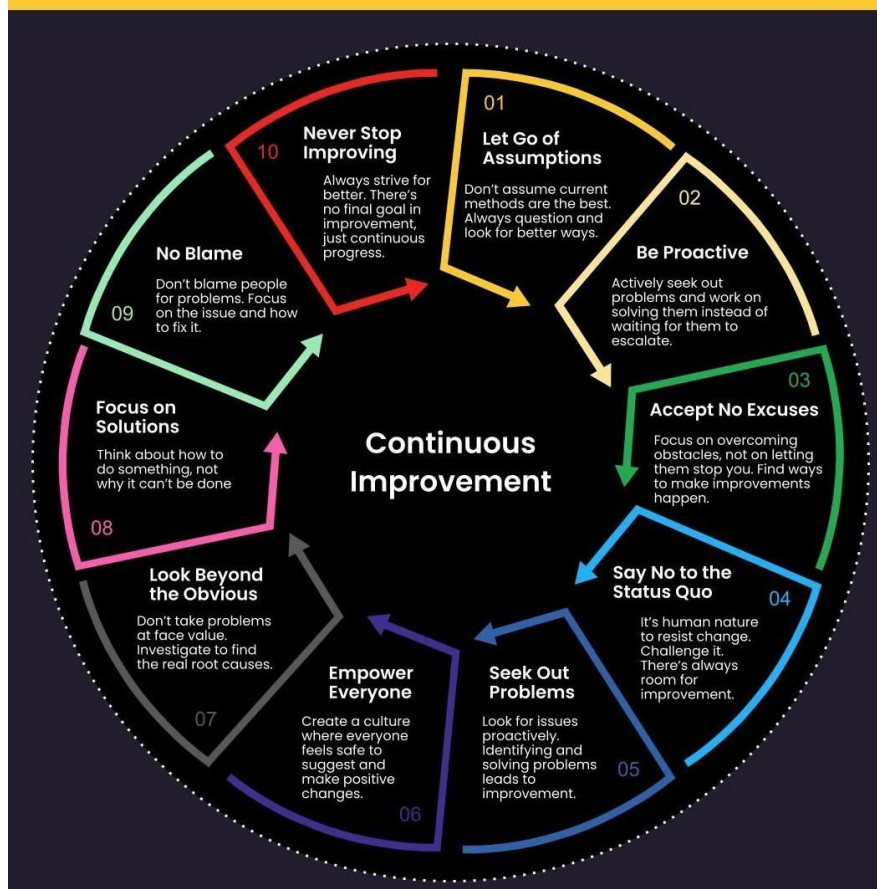 Continuous
Improvement
01
Let Go of
Assumptions
Don't assume current
methods are the best.
Always question and
look for better ways.
02
Be Proactive
Actively seek out
problems and work on
solving them instead of
waiting for them to
escalate.
03
Accept No Excuses
Focus on overcoming
obstacles, not on letting
them stop you. Find ways
to make improvements
happen.
04
Say No to the
Status Quo
It's human nature
to resist change.
Challenge it.
There's always
room for
improvement.
05
Seek Out
Problems
Look for issues
proactively.
Identifying and
solving problems
leads to
improvement.
06
Empower
Everyone
Create a culture
where everyone
feels safe to
suggest and
make positive
changes.
07
Look Beyond
the Obvious
Don't take problems
at face value.
Investigate to find
the real root causes.
08
Focus on
Solutions
Think about how to
do something, not
why it can't be done
09
No Blame
Don't blame people
for problems. Focus
on the issue and how
to fix it.
10
Never Stop
Improving
Always strive for
better. There's
no final goal in
improvement,
just continuous
progress.